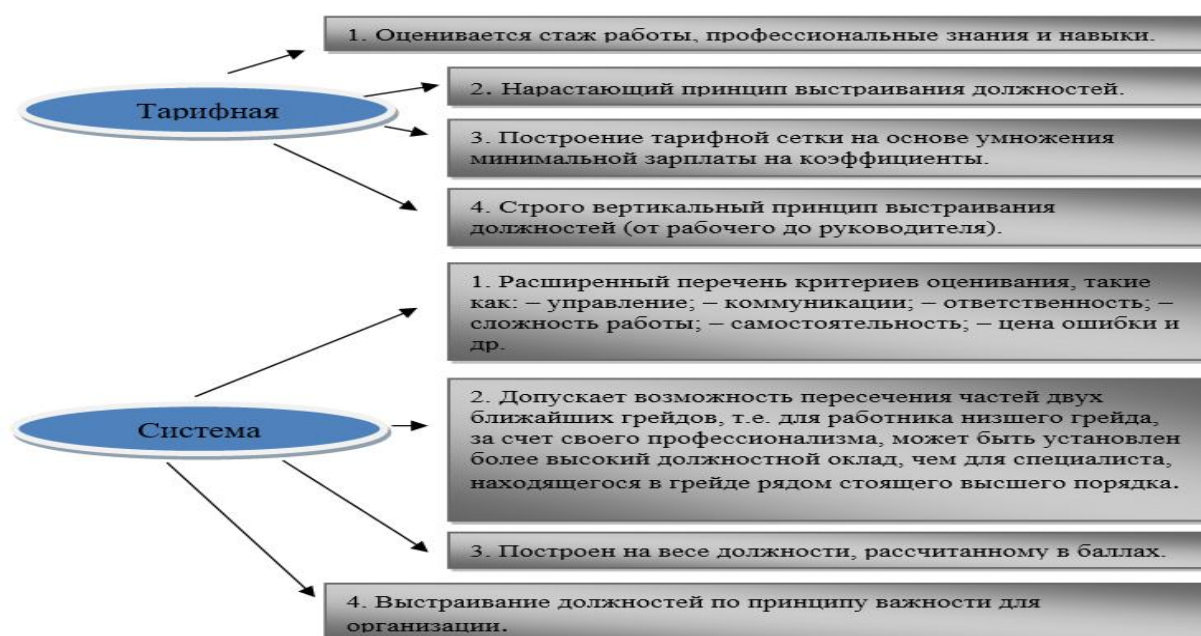 1. Оценивается стаж работы, профессиональные знания и навыки.
Тарифная
2. Нарастающий принцип выстраивания должностей.
3. Построение тарифной сетки на основе умножения
минимальной зарплаты на коэффициенты.
4. Строго вертикальный принцип выстраивания
должностей (от рабочего до руководителя).
1. Расширенный перечень критериев оценивания, такие
как: – управление; – коммуникации; – ответственность; –
сложность работы; – самостоятельность; – цена ошибки и
др.
Система
2. Допускает возможность пересечения частей двух
ближайших грейдов, т.е. для работника низшего грейда,
за счет своего профессионализма, может быть установлен
более высокий должностной оклад, чем для специалиста,
находящегося в грейде рядом стоящего высшего порядка.
3. Построен на весе должности, рассчитанному в баллах.
4. Выстраивание должностей по принципу важности для
организации.